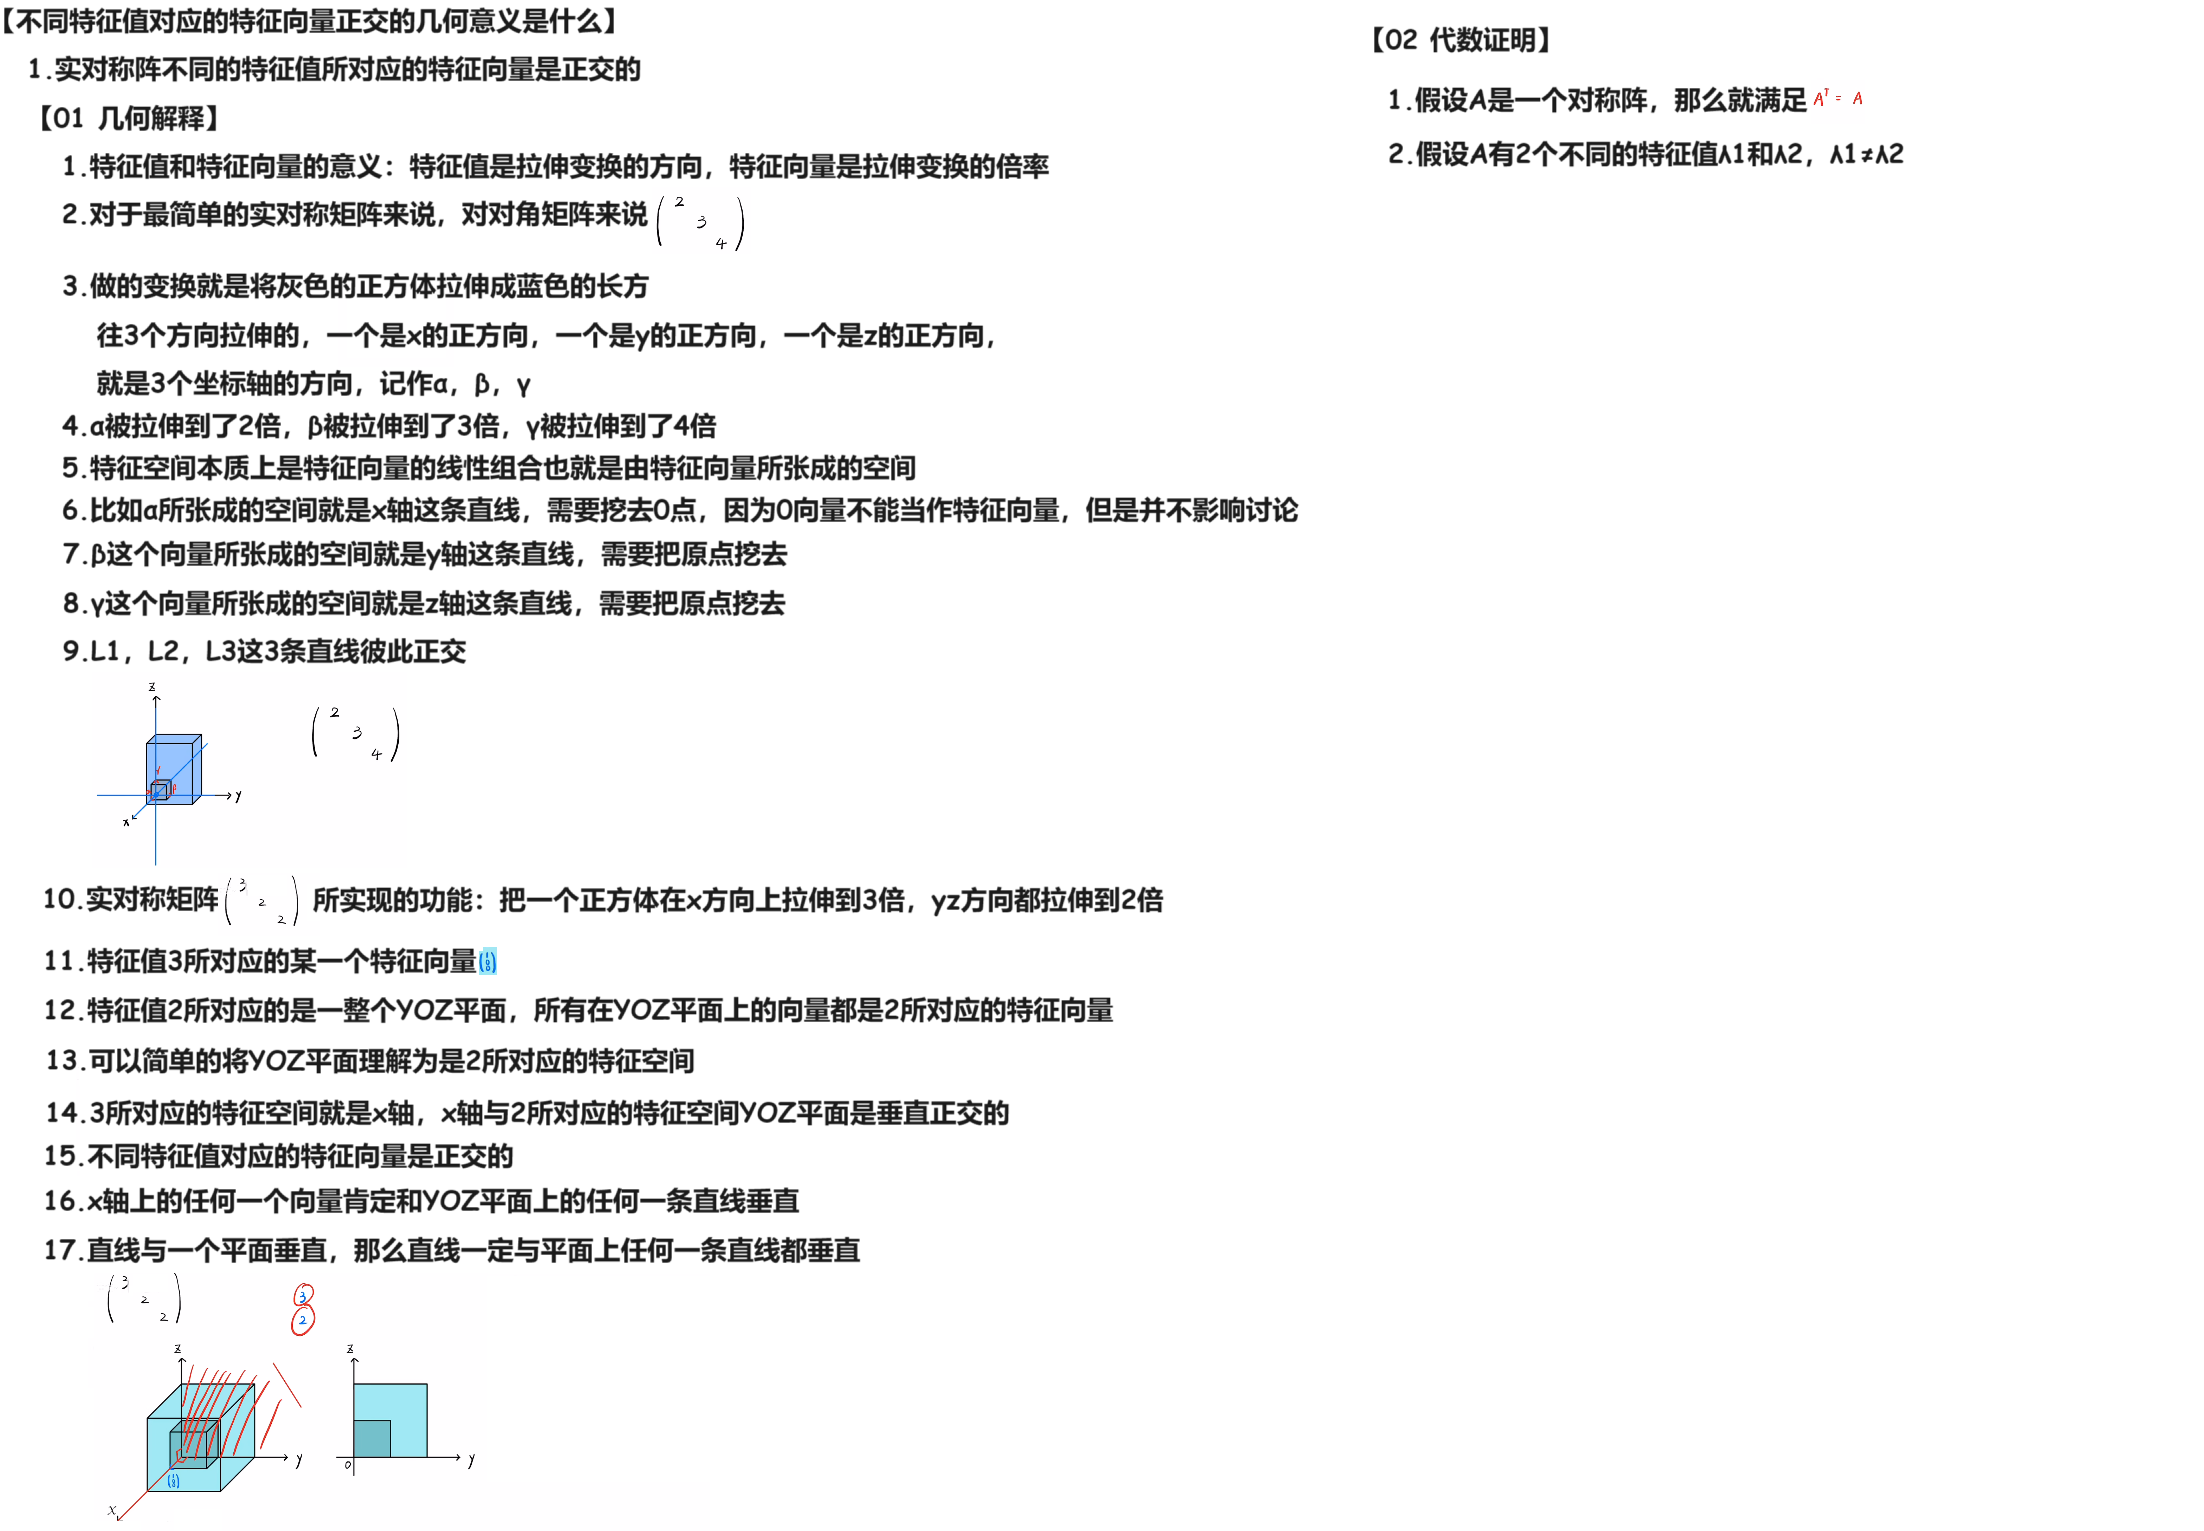 【不同特征值对应的特征向量正交的几何意义是什么】
1.实对称阵不同的特征值所对应的特征向量是正交的
【01 几何解释】
1.特征值和特征向量的意义：特征值是拉伸变换的方向，特征向量是拉伸变换的倍率
2.对于最简单的实对称矩阵来说，对对角矩阵来说 ( 2 3 4 )
3.做的变换就是将灰色的正方体拉伸成蓝色的长方
往3个方向拉伸的，一个是x的正方向，一个是y的正方向，一个是z的正方向，
就是3个坐标轴的方向，记作α，β，γ
4.α被拉伸到了2倍，β被拉伸到了3倍，γ被拉伸到了4倍
5.特征空间本质上是特征向量的线性组合也就是由特征向量所张成的空间
6.比如α所张成的空间就是x轴这条直线，需要挖去0点，因为0向量不能当作特征向量，但是并不影响讨论
7.β这个向量所张成的空间就是y轴这条直线，需要把原点挖去
8.γ这个向量所张成的空间就是z轴这条直线，需要把原点挖去
9.L1，L2，L3这3条直线彼此正交
z
γ
β
y
x
( 2 3 4 )
10.实对称矩阵 ( 3 2 2 ) 所实现的功能：把一个正方体在x方向上拉伸到3倍，yz方向都拉伸到2倍
11.特征值3所对应的某一个特征向量 ( 1 0 0 )
12.特征值2所对应的是一整个YOZ平面，所有在YOZ平面上的向量都是2所对应的特征向量
13.可以简单的将YOZ平面理解为是2所对应的特征空间
14.3所对应的特征空间就是x轴，x轴与2所对应的特征空间YOZ平面是垂直正交的
15.不同特征值对应的特征向量是正交的
16.x轴上的任何一个向量肯定和YOZ平面上的任何一条直线垂直
17.直线与一个平面垂直，那么直线一定与平面上任何一条直线都垂直
( 3 2 2 )
3
2
z
y
( 1 0 0 )
x
z
0
y
【02 代数证明】
1.假设A是一个对称阵，那么就满足 Aᵀ = A
2.假设A有2个不同的特征值λ1和λ2，λ1≠λ2